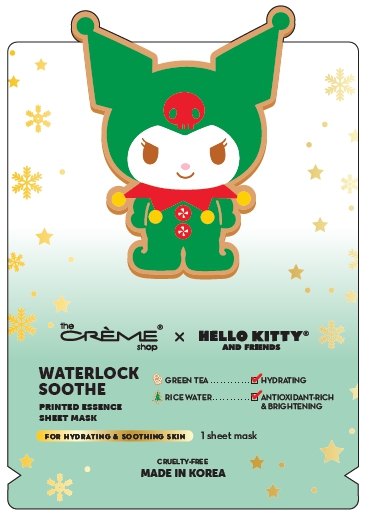 the CRÈME® shop × HELLO KITTY® AND FRIENDS
WATERLOCK
SOOTHE
PRINTED ESSENCE
SHEET MASK
GREEN TEA............HYDRATING
RICE WATER..........ANTIOXIDANT-RICH
& BRIGHTENING
FOR HYDRATING & SOOTHING SKIN 1 sheet mask
CRUELTY-FREE
MADE IN KOREA